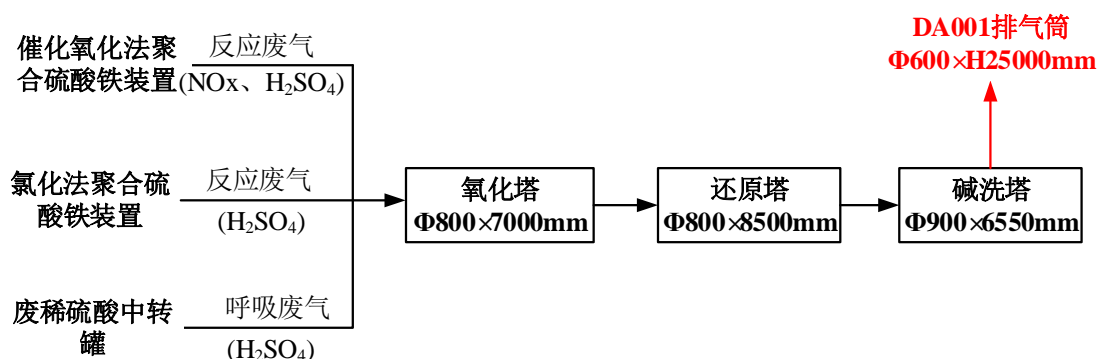 DA001排气筒
Φ600×H25000mm
催化氧化法聚
合硫酸铁装置
反应废气
(NOx、H₂SO₄)
氯化法聚合硫
酸铁装置
反应废气
(H₂SO₄)
氧化塔
Φ800×7000mm
还原塔
Φ800×8500mm
碱洗塔
Φ900×6550mm
废稀硫酸中转
罐
呼吸废气
(H₂SO₄)